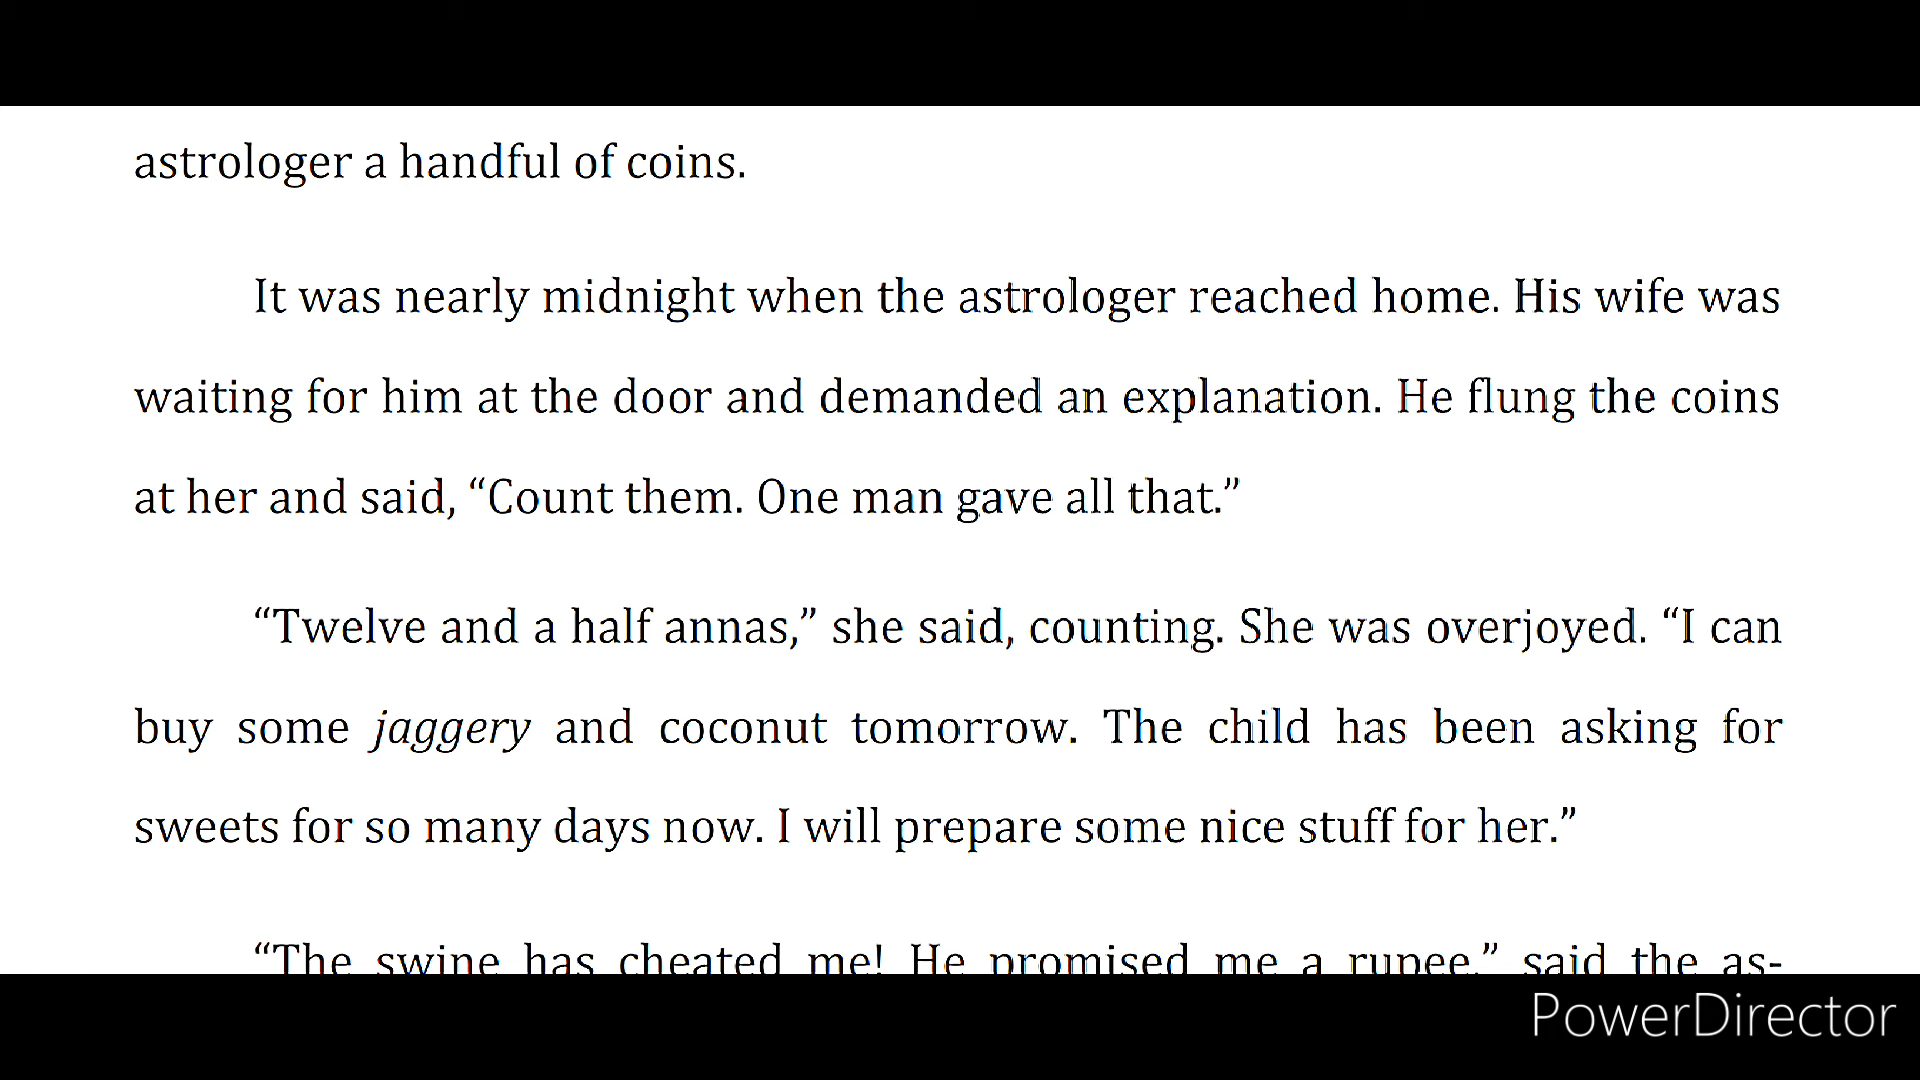 astrologer a handful of coins.
It was nearly midnight when the astrologer reached home. His wife was
waiting for him at the door and demanded an explanation. He flung the coins
at her and said, “Count them. One man gave all that.”
“Twelve and a half annas,” she said, counting. She was overjoyed. “I can
buy some jaggery and coconut tomorrow. The child has been asking for
sweets for so many days now. I will prepare some nice stuff for her.”
“The swine has cheated me! He promised me a rupee,” said the as-
PowerDirector